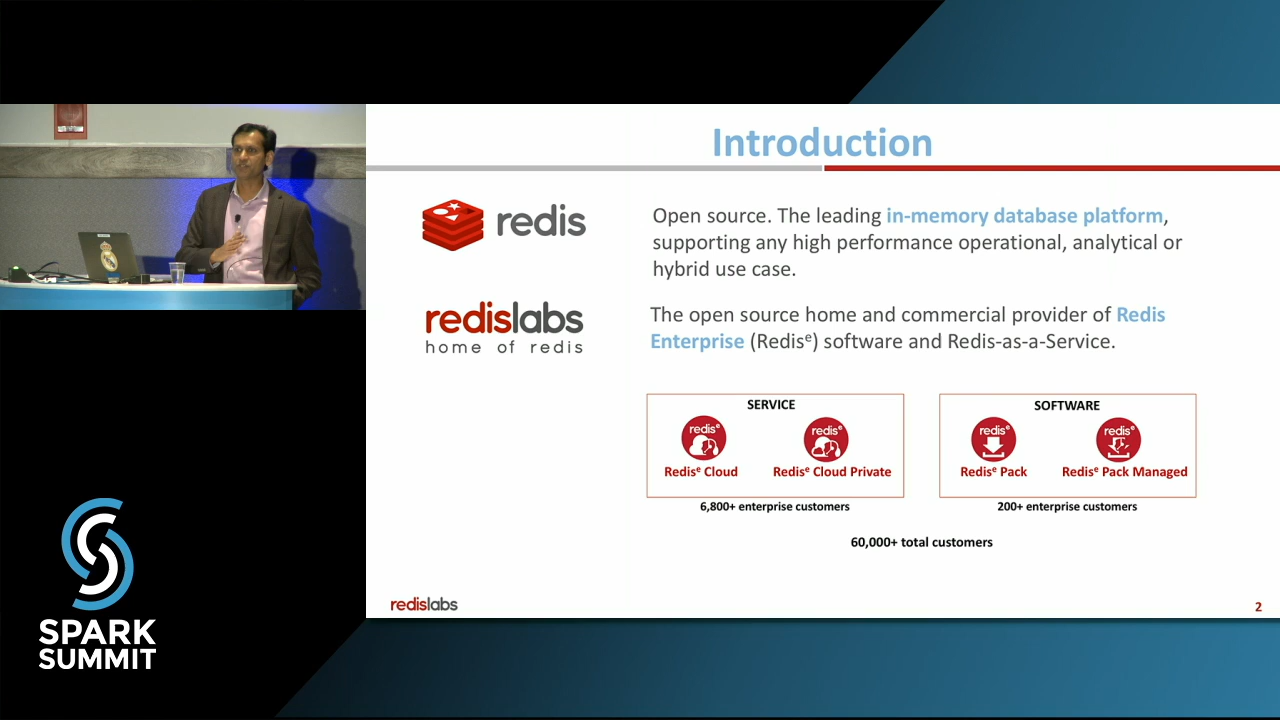 Introduction
redis
Open source. The leading in-memory database platform,
supporting any high performance operational, analytical or
hybrid use case.
redislabs
home of redis
The open source home and commercial provider of Redis
Enterprise (Redisᵉ) software and Redis-as-a-Service.
SERVICE
redisᵉ
redisᵉ
Redisᵉ Cloud
Redisᵉ Cloud Private
6,800+ enterprise customers
SOFTWARE
redisᵉ
redisᵉ
Redisᵉ Pack
Redisᵉ Pack Managed
200+ enterprise customers
60,000+ total customers
redislabs
2
SPARK
SUMMIT